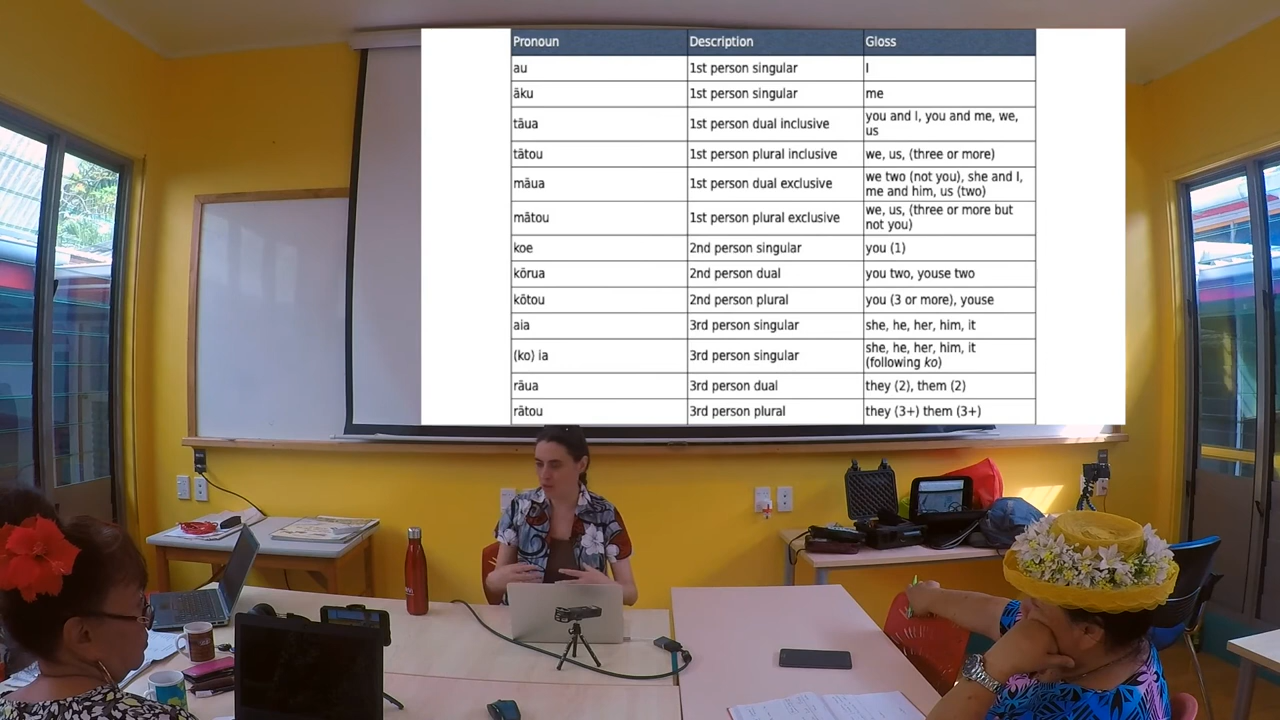 Pronoun Description Gloss
au 1st person singular I
āku 1st person singular me
tāua 1st person dual inclusive you and I, you and me, we,
us
tātou 1st person plural inclusive we, us, (three or more)
māua 1st person dual exclusive we two (not you), she and I,
me and him, us (two)
mātou 1st person plural exclusive we, us, (three or more but
not you)
koe 2nd person singular you (1)
kōrua 2nd person dual you two, youse two
kōtou 2nd person plural you (3 or more), youse
aia 3rd person singular she, he, her, him, it
(ko) ia 3rd person singular she, he, her, him, it
(following ko)
rāua 3rd person dual they (2), them (2)
rātou 3rd person plural they (3+) them (3+)